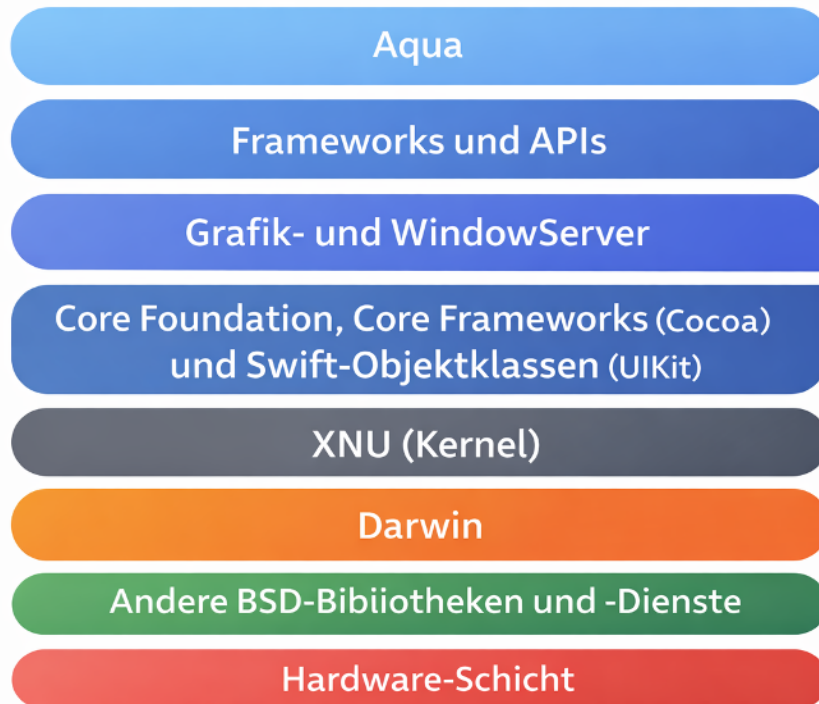 Aqua
Frameworks und APIs
Grafik- und WindowServer
Core Foundation, Core Frameworks (Cocoa)
und Swift-Objektklassen (UIKit)
XNU (Kernel)
Darwin
Andere BSD-Bibiiotheken und -Dienste
Hardware-Schicht